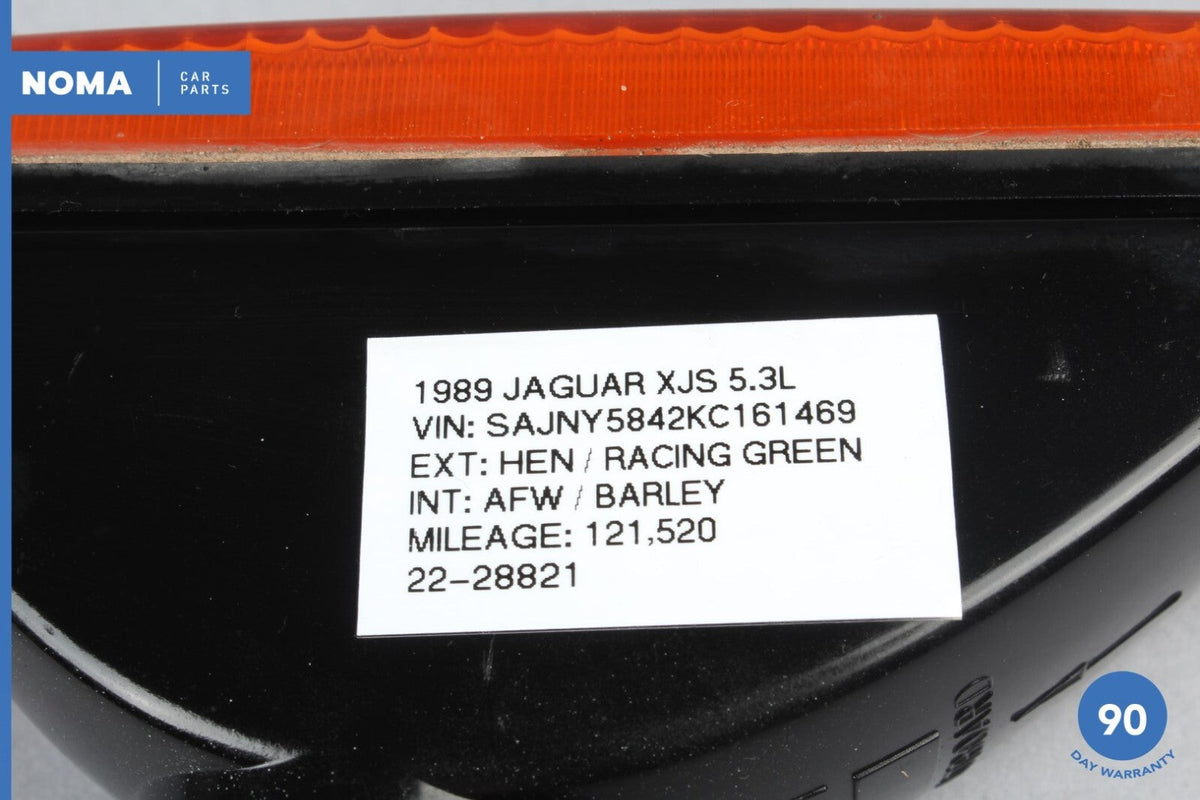 NOMA
CAR
PARTS
1989 JAGUAR XJS 5.3L
VIN: SAJNY5842KC161469
EXT: HEN / RACING GREEN
INT: AFW / BARLEY
MILEAGE: 121,520
22-28821
90
DAY WARRANTY